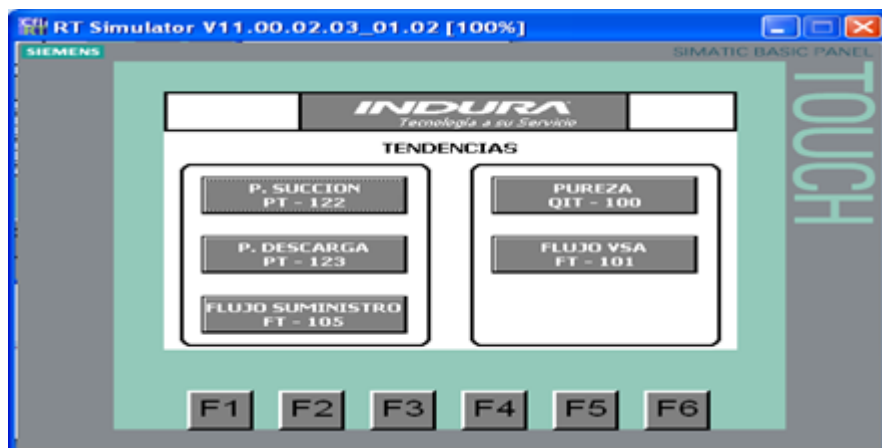 RT Simulator V11.00.02.03_01.02 [100%]
SIEMENS
SIMATIC BASIC PANEL
TOUCH
INDURA
Tecnología a su Servicio
TENDENCIAS
P. SUCCION
PT - 122
P. DESCARGA
PT - 123
FLUJO SUMINISTRO
FT - 105
PUREZA
QIT - 100
FLUJO VSA
FT - 101
F1 F2 F3 F4 F5 F6